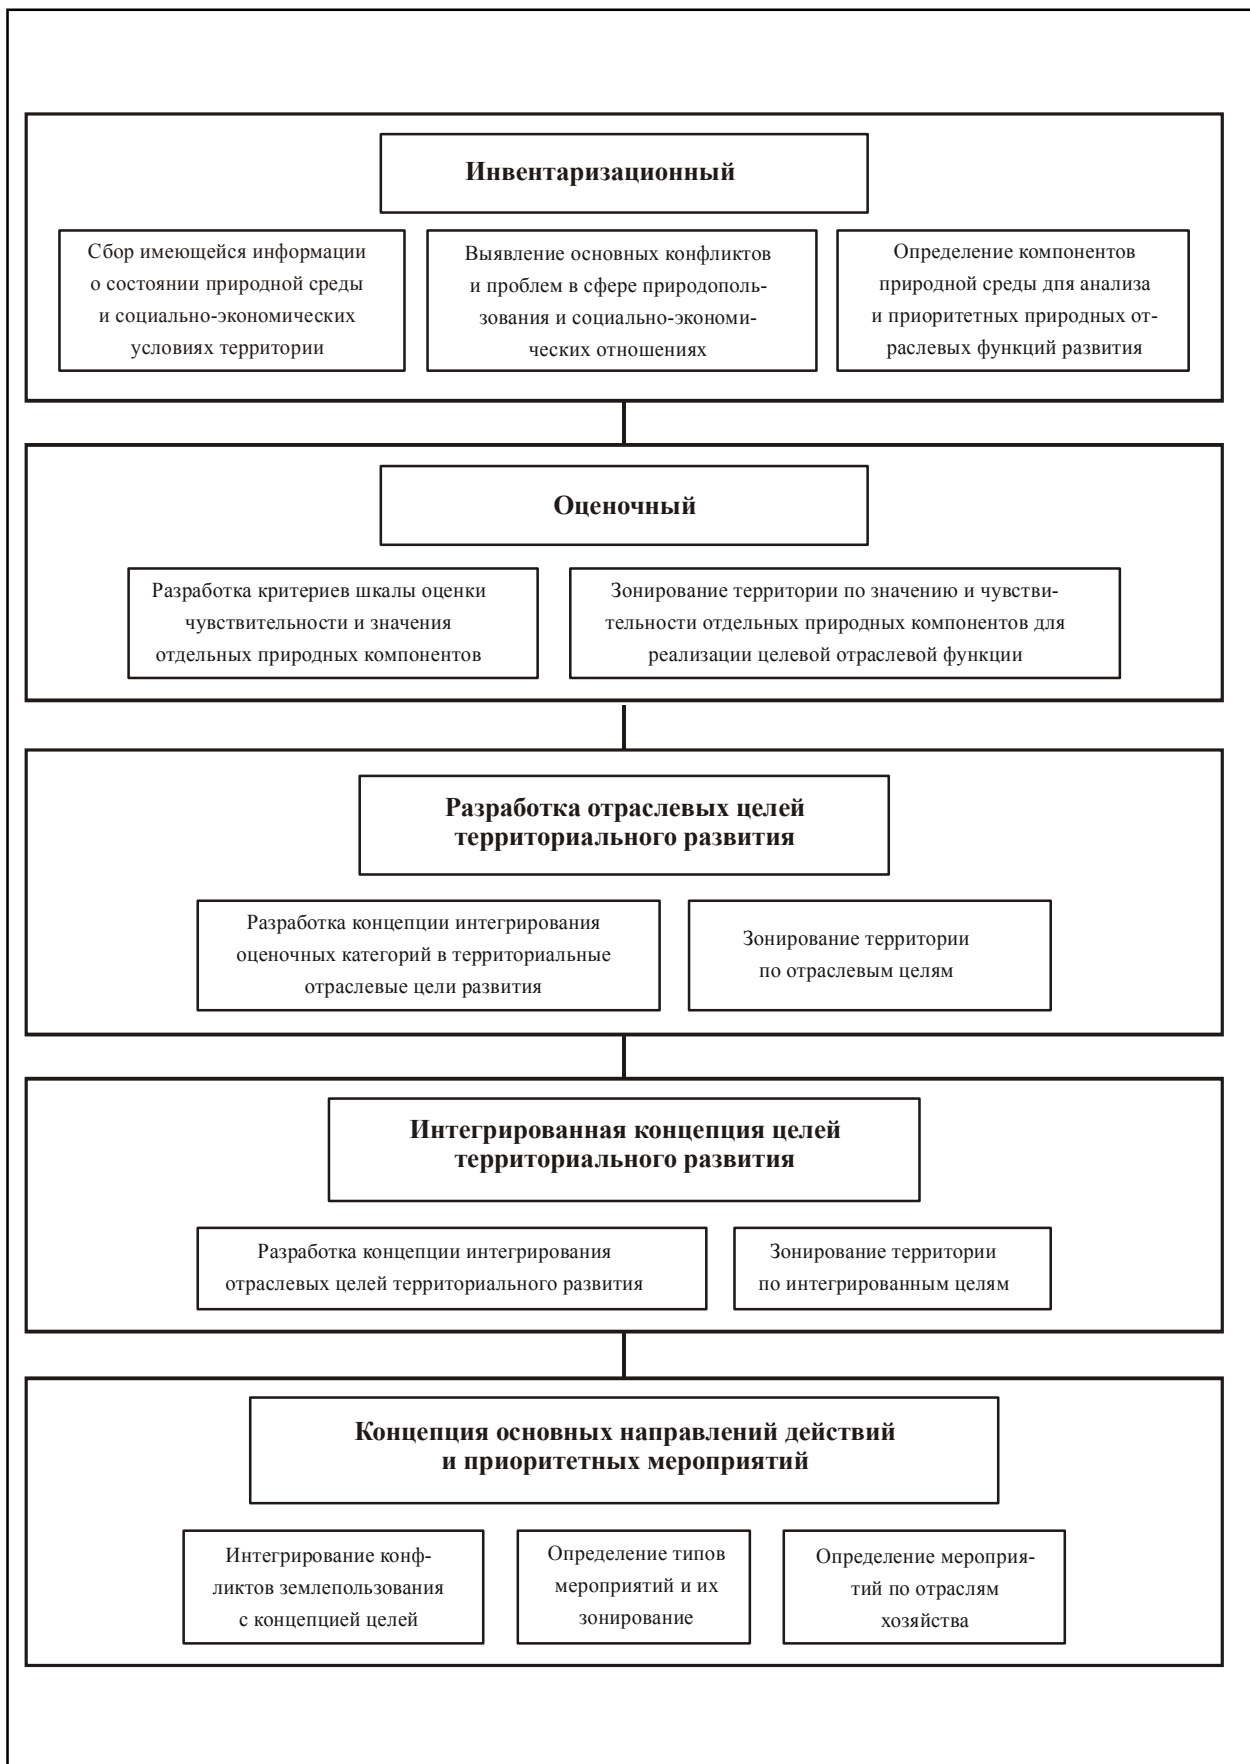 Инвентаризационный
Сбор имеющейся информации
о состоянии природной среды
и социально-экономических
условиях территории
Выявление основных конфликтов
и проблем в сфере природополь-
зования и социально-экономи-
ческих отношениях
Определение компонентов
природной среды дпя анализа
и приоритетных природных от-
раслевых функций развития
Оценочный
Разработка критериев шкалы оценки
чувствительности и значения
отдельных природных компонентов
Зонирование территории по значению и чувстви-
тельности отдельных природных компонентов для
реализации целевой отраслевой функции
Разработка отраслевых целей
территориального развития
Разработка концепции интегрирования
оценочных категорий в территориальные
отраслевые цели развития
Зонирование территории
по отраслевым целям
Интегрированная концепция целей
территориального развития
Разработка концепции интегрирования
отраслевых целей территориального развития
Зонирование территории
по интегрированным целям
Концепция основных направлений действий
и приоритетных мероприятий
Интегрирование конф-
ликтов землепользования
с концепцией целей
Определение типов
мероприятий и их
зонирование
Определение мероприя-
тий по отраслям
хозяйства